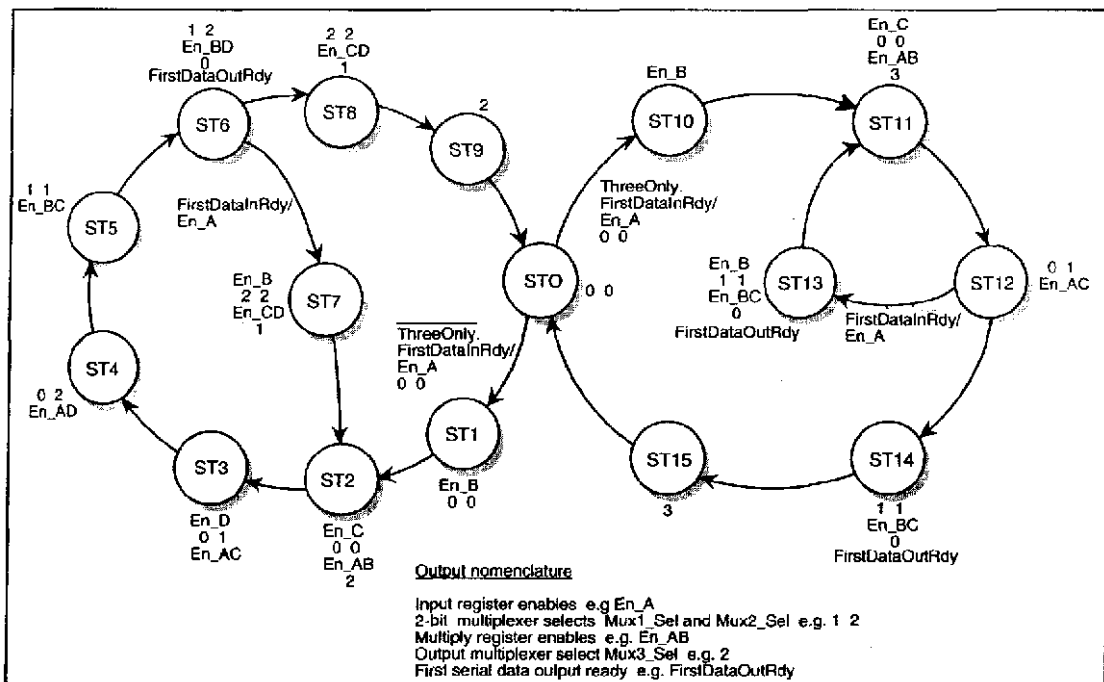 1 2
En_BD
0
FirstDataOutRdy
ST6
2 2
En_CD
1
ST8
2
ST9
En_B
ST10
En_C
0 0
En_AB
3
ST11
1 1
En_BC
ST5
FirstDataInRdy/
En_A
ThreeOnly.
FirstDataInRdy/
En_A
0 0
En_B
2 2
En_CD
1
ST7
STO
0 0
En_B
1 1
En_BC
0
FirstDataOutRdy
ST13
FirstDataInRdy/
En_A
ST12
0 1
En_AC
ST4
0 2
En_AD
ThreeOnly.
FirstDataInRdy/
En_A
0 0
ST3
En_D
0 1
En_AC
ST2
En_C
0 0
En_AB
2
ST1
En_B
0 0
ST15
3
ST14
1 1
En_BC
0
FirstDataOutRdy
Output nomenclature
Input register enables e.g En_A
2-bit multiplexer selects Mux1_Sel and Mux2_Sel e.g. 1 2
Multiply register enables e.g. En_AB
Output multiplexer select Mux3_Sel e.g. 2
First serial data output ready e.g. FirstDataOutRdy